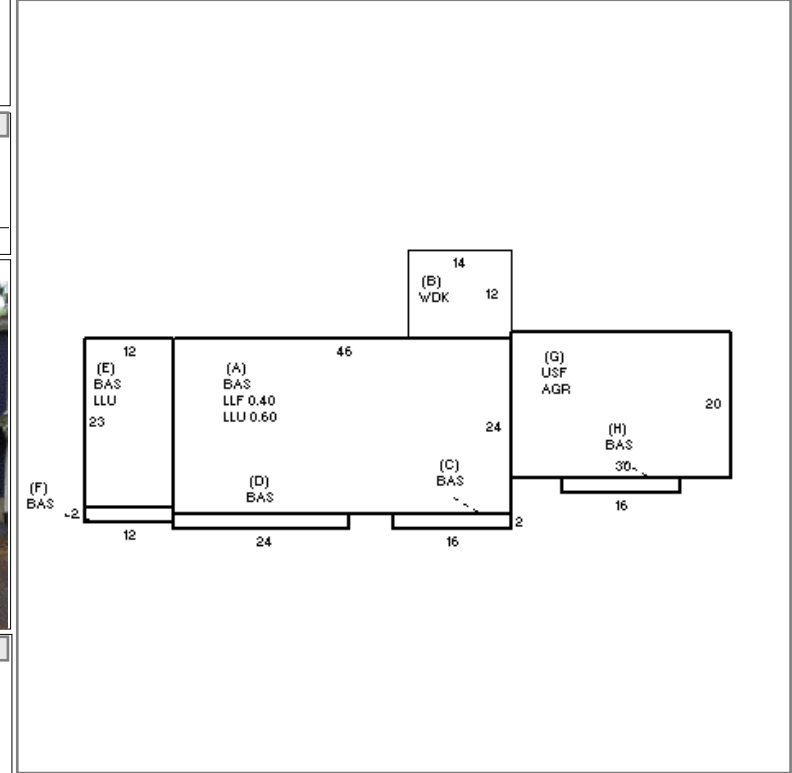 14
(B)
WDK
12
12
(E)
BAS
LLU
23
46
(A)
BAS
LLF 0.40
LLU 0.60
24
(G)
USF
AGR
20
(H)
BAS
30
16
(C)
BAS
(D)
BAS
(F)
BAS
2
12
24
16
2